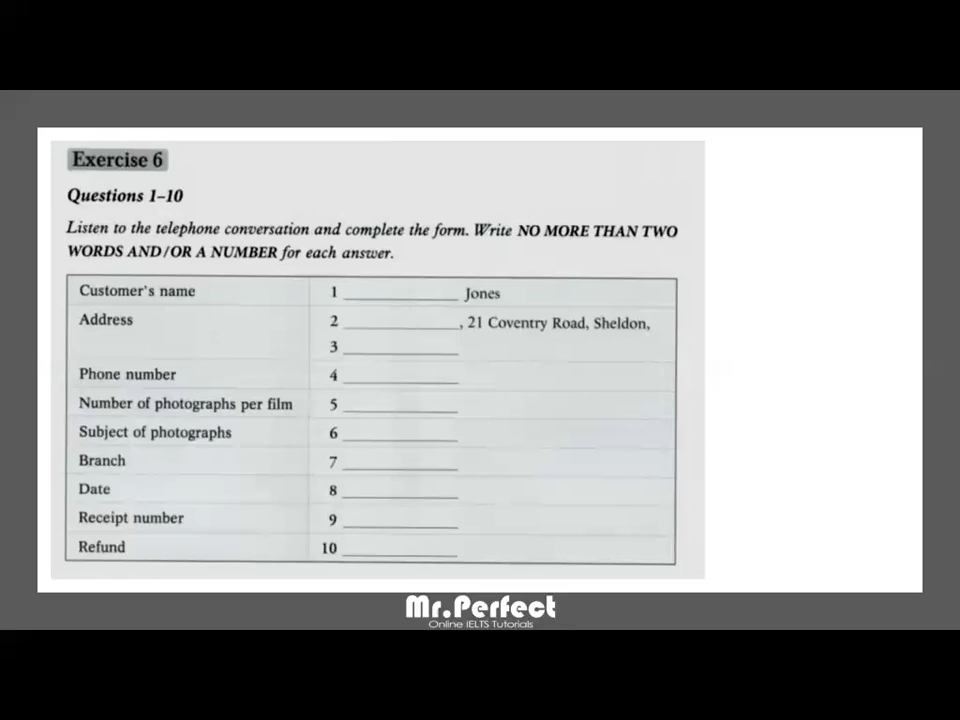 Exercise 6
Questions 1–10
Listen to the telephone conversation and complete the form. Write NO MORE THAN TWO
WORDS AND/OR A NUMBER for each answer.
Customer's name 1 ____________ Jones
Address 2 ____________, 21 Coventry Road, Sheldon,
3 ____________
Phone number 4 ____________
Number of photographs per film 5 ____________
Subject of photographs 6 ____________
Branch 7 ____________
Date 8 ____________
Receipt number 9 ____________
Refund 10 ____________
Mr.Perfect
Online IELTS Tutorials